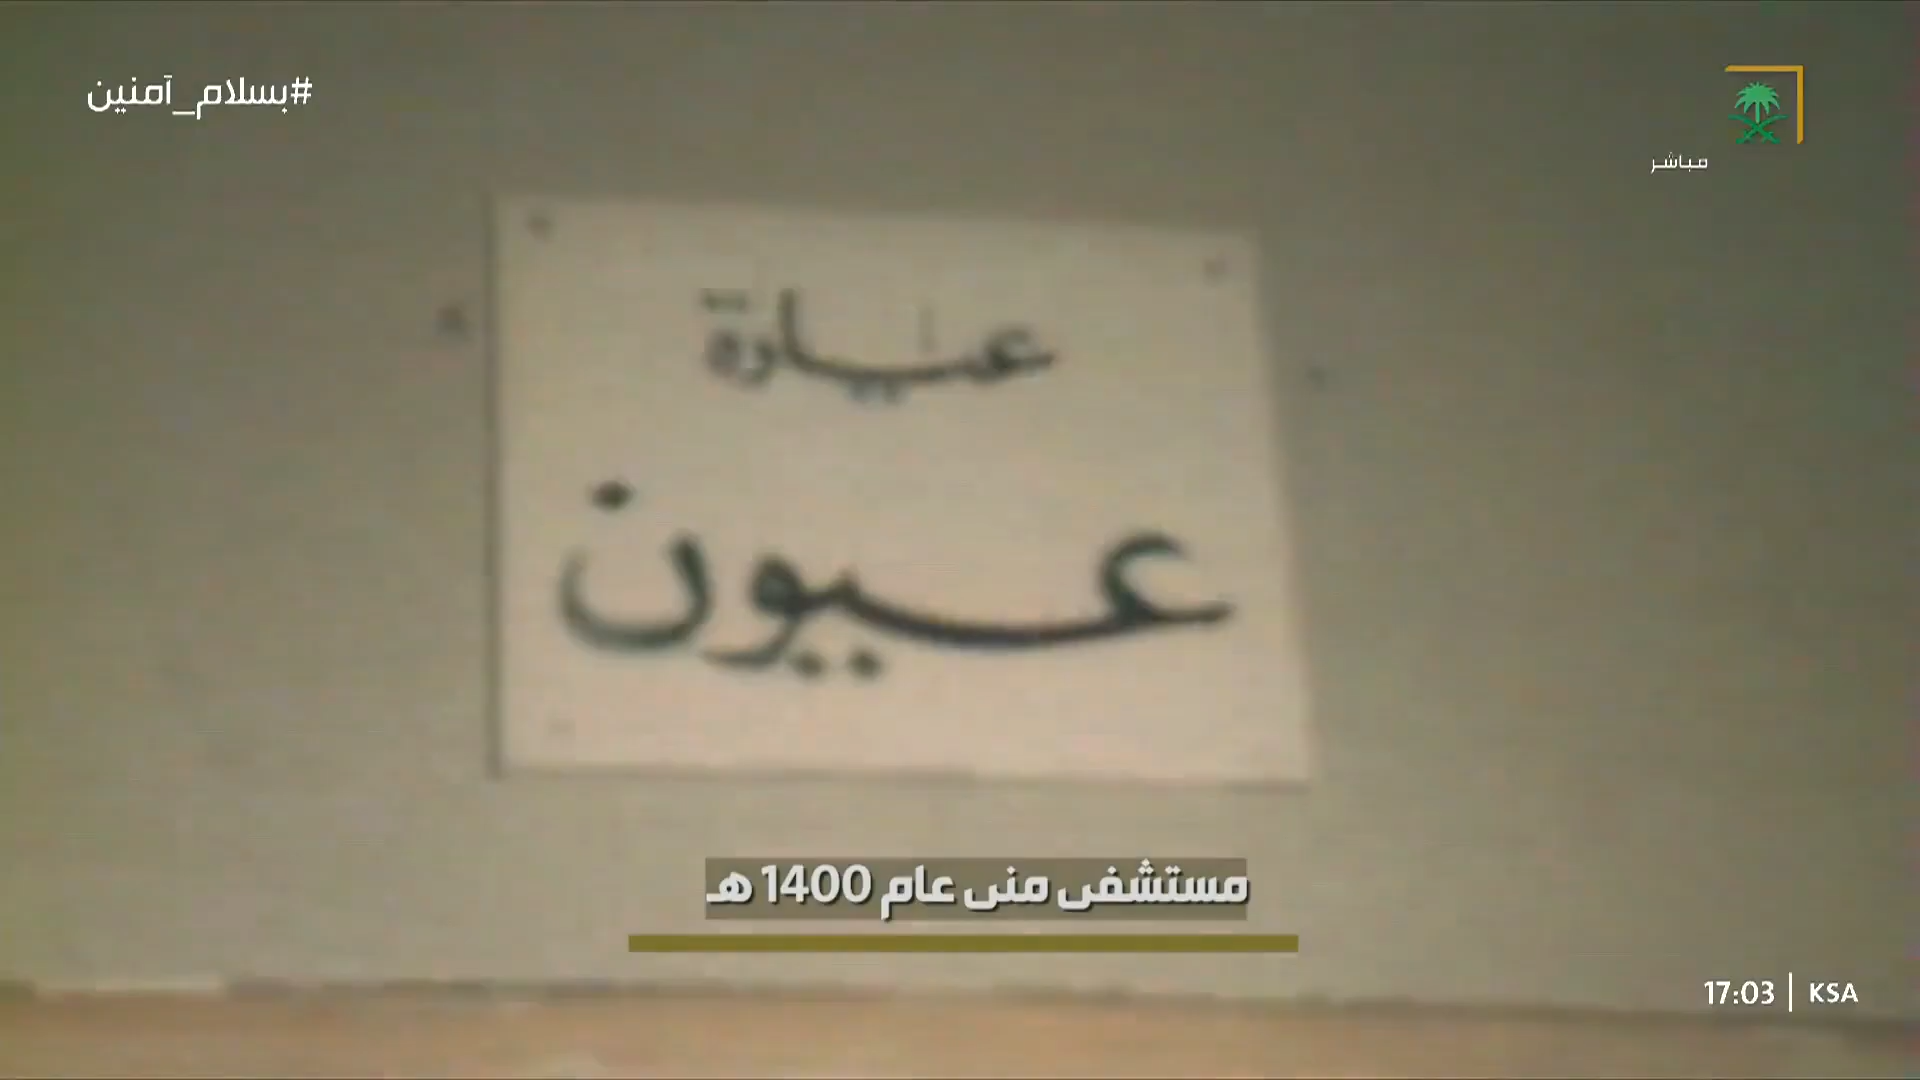 #بسلام_آمنين
مباشر
عيادة
عيون
مستشفى منى عام 1400 هـ
17:03 | KSA